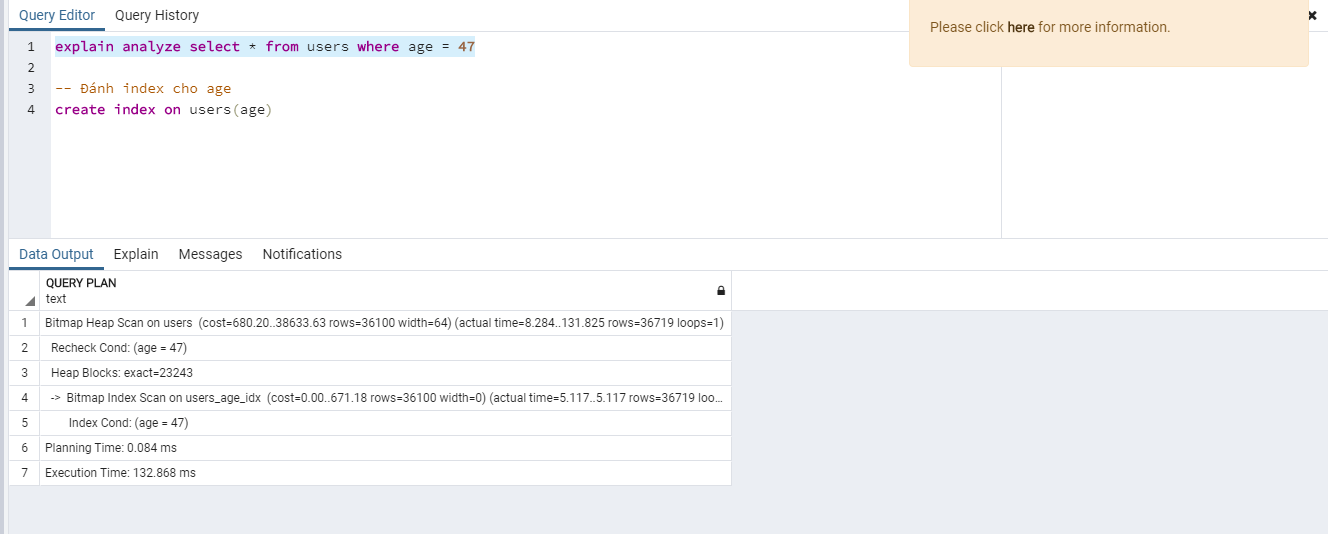 Query Editor Query History
Please click here for more information.
1 explain analyze select * from users where age = 47
2
3 -- Đánh index cho age
4 create index on users(age)
Data Output Explain Messages Notifications
QUERY PLAN
text
1 Bitmap Heap Scan on users (cost=680.20..38633.63 rows=36100 width=64) (actual time=8.284..131.825 rows=36719 loops=1)
2 Recheck Cond: (age = 47)
3 Heap Blocks: exact=23243
4 -> Bitmap Index Scan on users_age_idx (cost=0.00..671.18 rows=36100 width=0) (actual time=5.117..5.117 rows=36719 loo...
5 Index Cond: (age = 47)
6 Planning Time: 0.084 ms
7 Execution Time: 132.868 ms